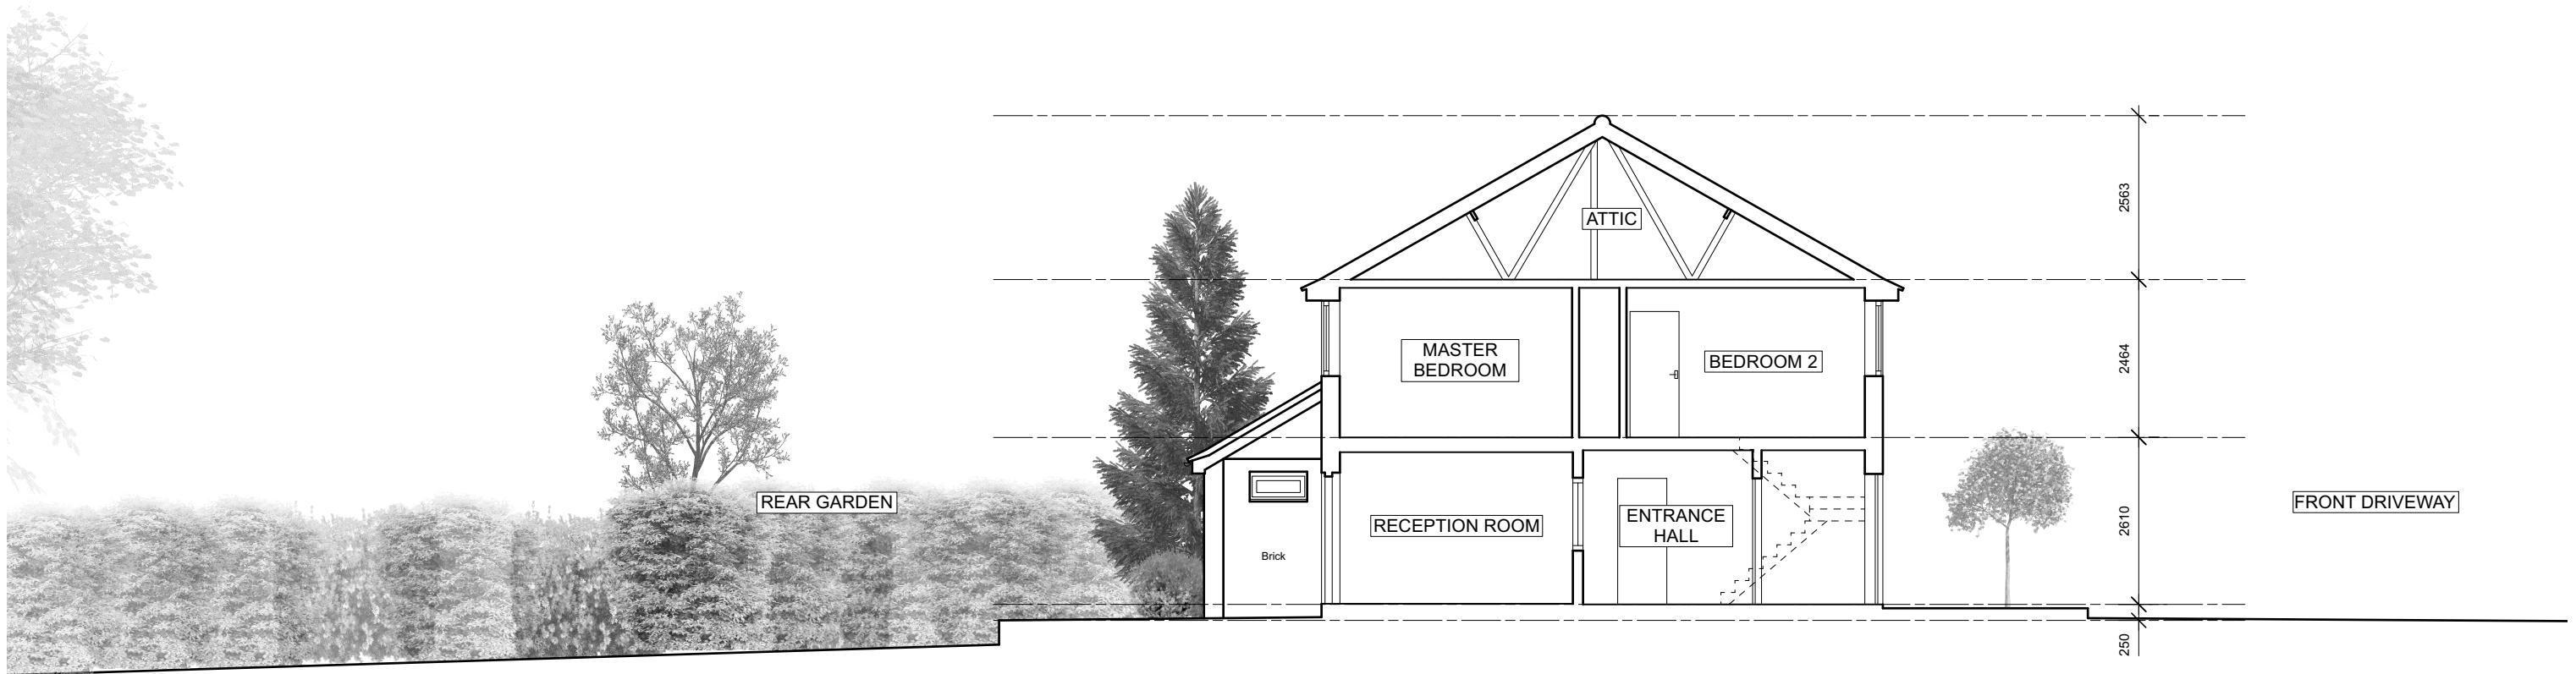 2563
ATTIC
2464
MASTER
BEDROOM
BEDROOM 2
REAR GARDEN
FRONT DRIVEWAY
RECEPTION ROOM
ENTRANCE
HALL
2610
Brick
250